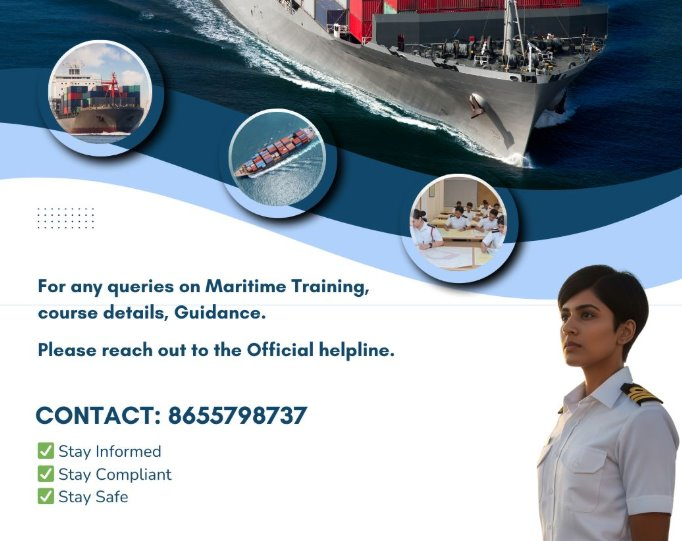 For any queries on Maritime Training,
course details, Guidance.
Please reach out to the Official helpline.
CONTACT: 8655798737
✅ Stay Informed
✅ Stay Compliant
✅ Stay Safe